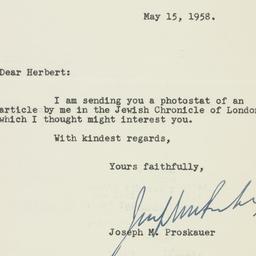 May 15, 1958.
Dear Herbert:
I am sending you a photostat of an
article by me in the Jewish Chronicle of London
which I thought might interest you.
With kindest regards,
Yours faithfully,
Joseph M. Proskauer